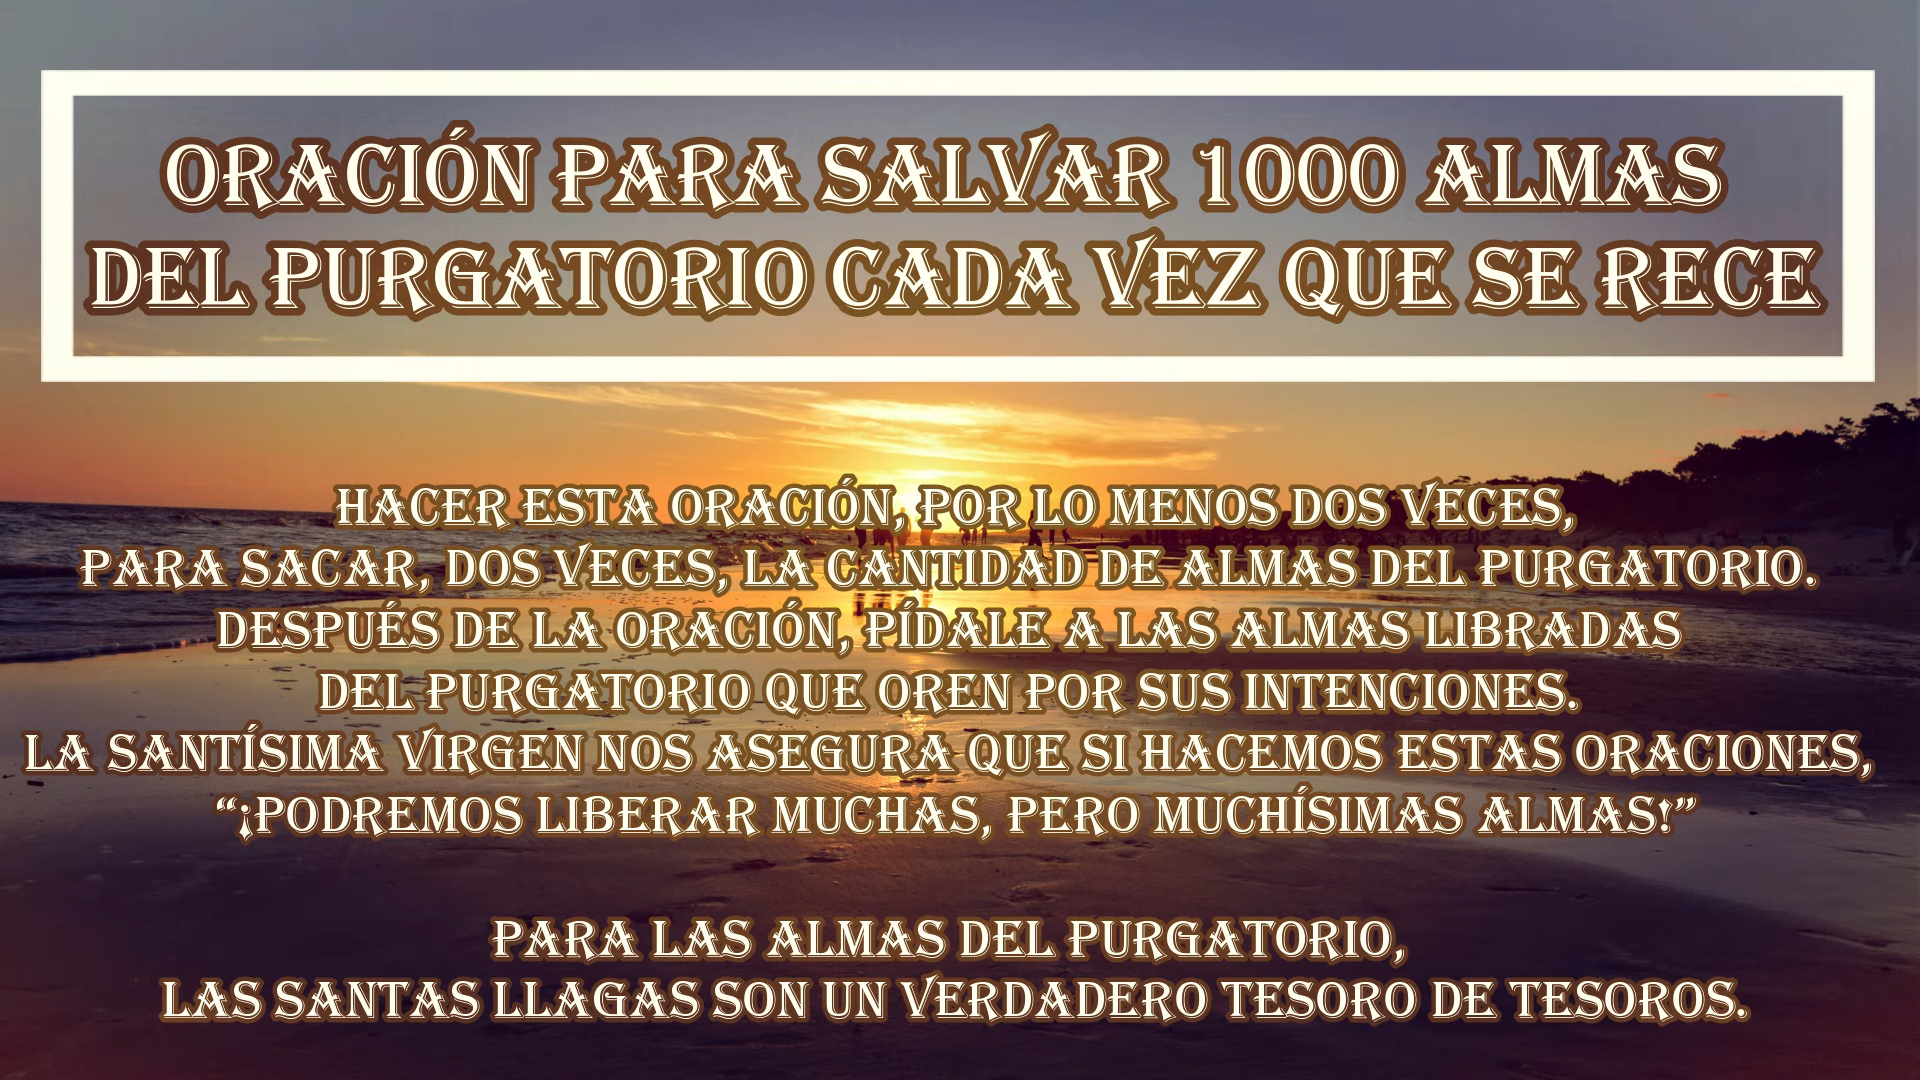 ORACIÓN PARA SALVAR 1000 ALMAS
DEL PURGATORIO CADA VEZ QUE SE RECE
HACER ESTA ORACIÓN, POR LO MENOS DOS VECES,
PARA SACAR, DOS VECES, LA CANTIDAD DE ALMAS DEL PURGATORIO.
DESPUÉS DE LA ORACIÓN, PÍDALE A LAS ALMAS LIBRADAS
DEL PURGATORIO QUE OREN POR SUS INTENCIONES.
LA SANTÍSIMA VIRGEN NOS ASEGURA QUE SI HACEMOS ESTAS ORACIONES,
“¡PODREMOS LIBERAR MUCHAS, PERO MUCHÍSIMAS ALMAS!”
PARA LAS ALMAS DEL PURGATORIO,
LAS SANTAS LLAGAS SON UN VERDADERO TESORO DE TESOROS.